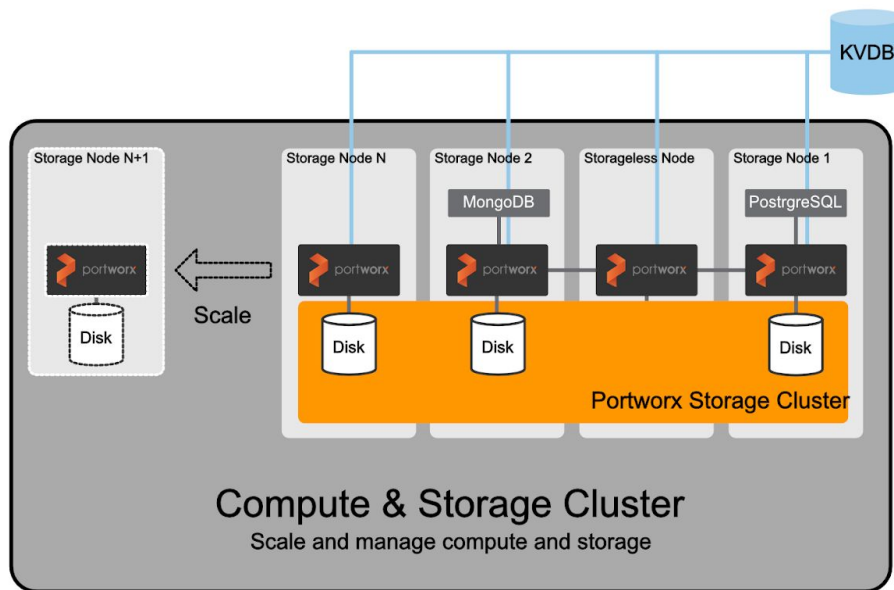 KVDB
Storage Node N+1
Storage Node N
Storage Node 2
Storageless Node
Storage Node 1
MongoDB
PostrgreSQL
portworx
portworx
portworx
portworx
portworx
Scale
Disk
Disk
Disk
Disk
Portworx Storage Cluster
Compute & Storage Cluster
Scale and manage compute and storage